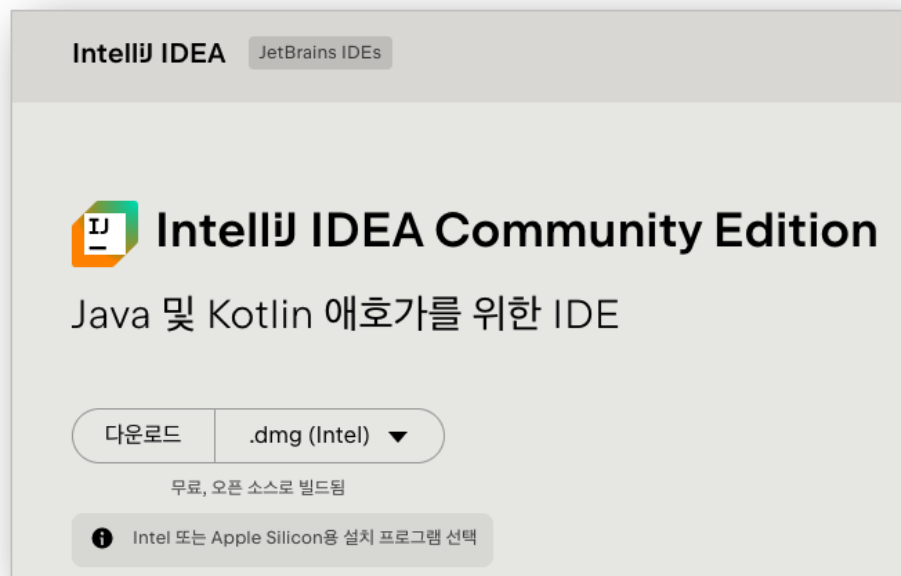 IntelliJ IDEA JetBrains IDEs
IJ
IntelliJ IDEA Community Edition
Java 및 Kotlin 애호가를 위한 IDE
다운로드 .dmg (Intel)
무료, 오픈 소스로 빌드됨
Intel 또는 Apple Silicon용 설치 프로그램 선택